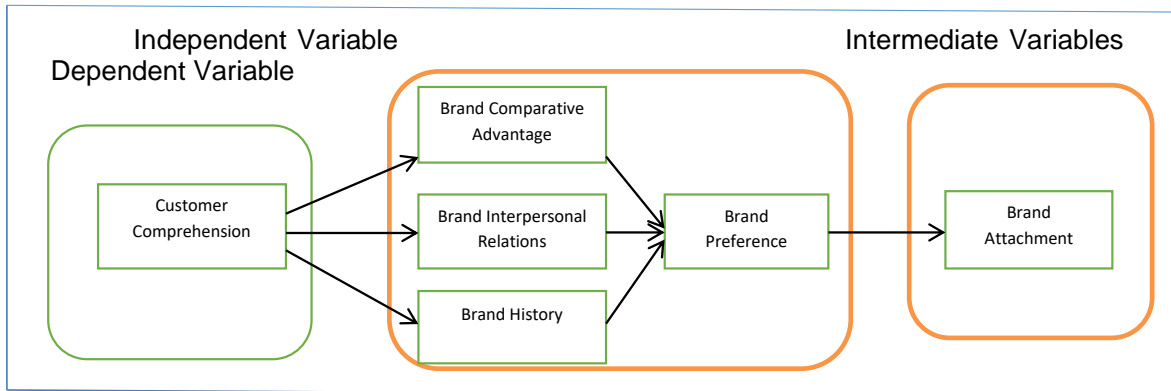 Independent Variable
Intermediate Variables
Dependent Variable
Brand Comparative
Advantage
Customer
Comprehension
Brand Interpersonal
Relations
Brand
Preference
Brand
Attachment
Brand History